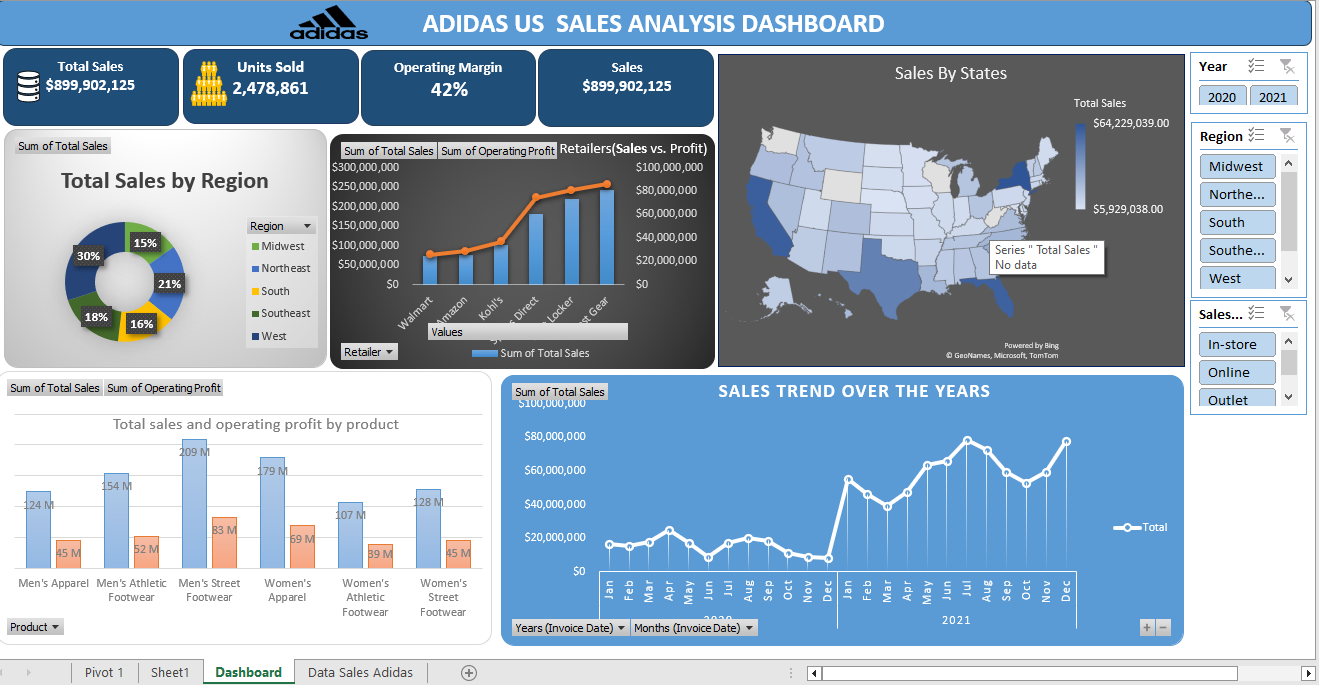 adidas
ADIDAS US SALES ANALYSIS DASHBOARD
Total Sales
$899,902,125
Units Sold
2,478,861
Operating Margin
42%
Sales
$899,902,125
Sum of Total Sales
Total Sales by Region
30%
15%
21%
18%
16%
Region
Midwest
Northeast
South
Southeast
West
Sum of Total Sales
Sum of Operating Profit
Retailers(Sales vs. Profit)
$300,000,000
$250,000,000
$200,000,000
$150,000,000
$100,000,000
$50,000,000
$0
$100,000,000
$80,000,000
$60,000,000
$40,000,000
$20,000,000
$0
Walmart
Amazon
Kohl's
Direct
Locker
Gear
Values
Retailer
Sum of Total Sales
Sales By States
Total Sales
$64,229,039.00
$5,929,038.00
Series " Total Sales "
No data
Powered by Bing
© GeoNames, Microsoft, TomTom
Year
2020
2021
Region
Midwest
Northe...
South
Southe...
West
Sales...
In-store
Online
Outlet
Sum of Total Sales
Sum of Operating Profit
Total sales and operating profit by product
124 M
45 M
154 M
52 M
209 M
83 M
179 M
69 M
107 M
39 M
128 M
45 M
Men's Apparel
Men's Athletic
Footwear
Men's Street
Footwear
Women's
Apparel
Women's
Athletic
Footwear
Women's
Street
Footwear
Product
Sum of Total Sales
SALES TREND OVER THE YEARS
$100,000,000
$80,000,000
$60,000,000
$40,000,000
$20,000,000
$0
Jan
Feb
Mar
Apr
May
Jun
Jul
Aug
Sep
Oct
Nov
Dec
Jan
Feb
Mar
Apr
May
Jun
Jul
Aug
Sep
Oct
Nov
Dec
2020
2021
Total
Years (Invoice Date)
Months (Invoice Date)
Pivot 1
Sheet1
Dashboard
Data Sales Adidas